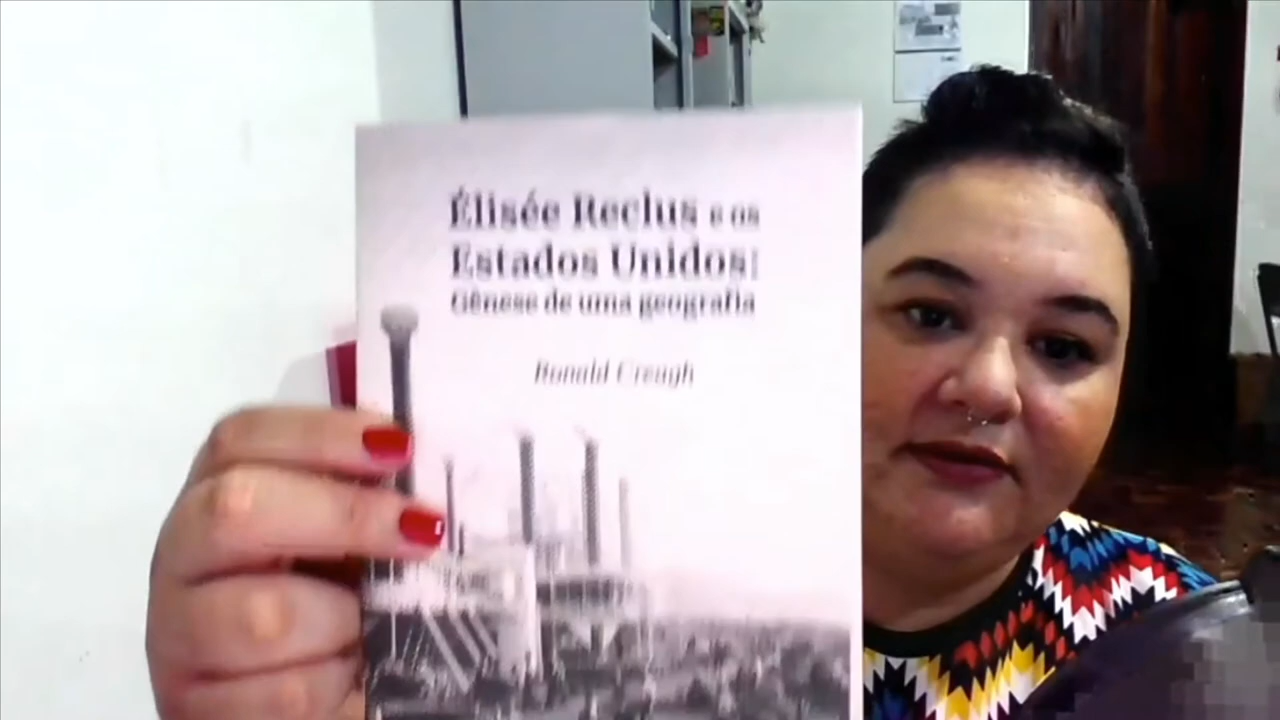 Élisée Reclus e os
Estados Unidos:
Gênese de uma geografia
Ronald Creagh